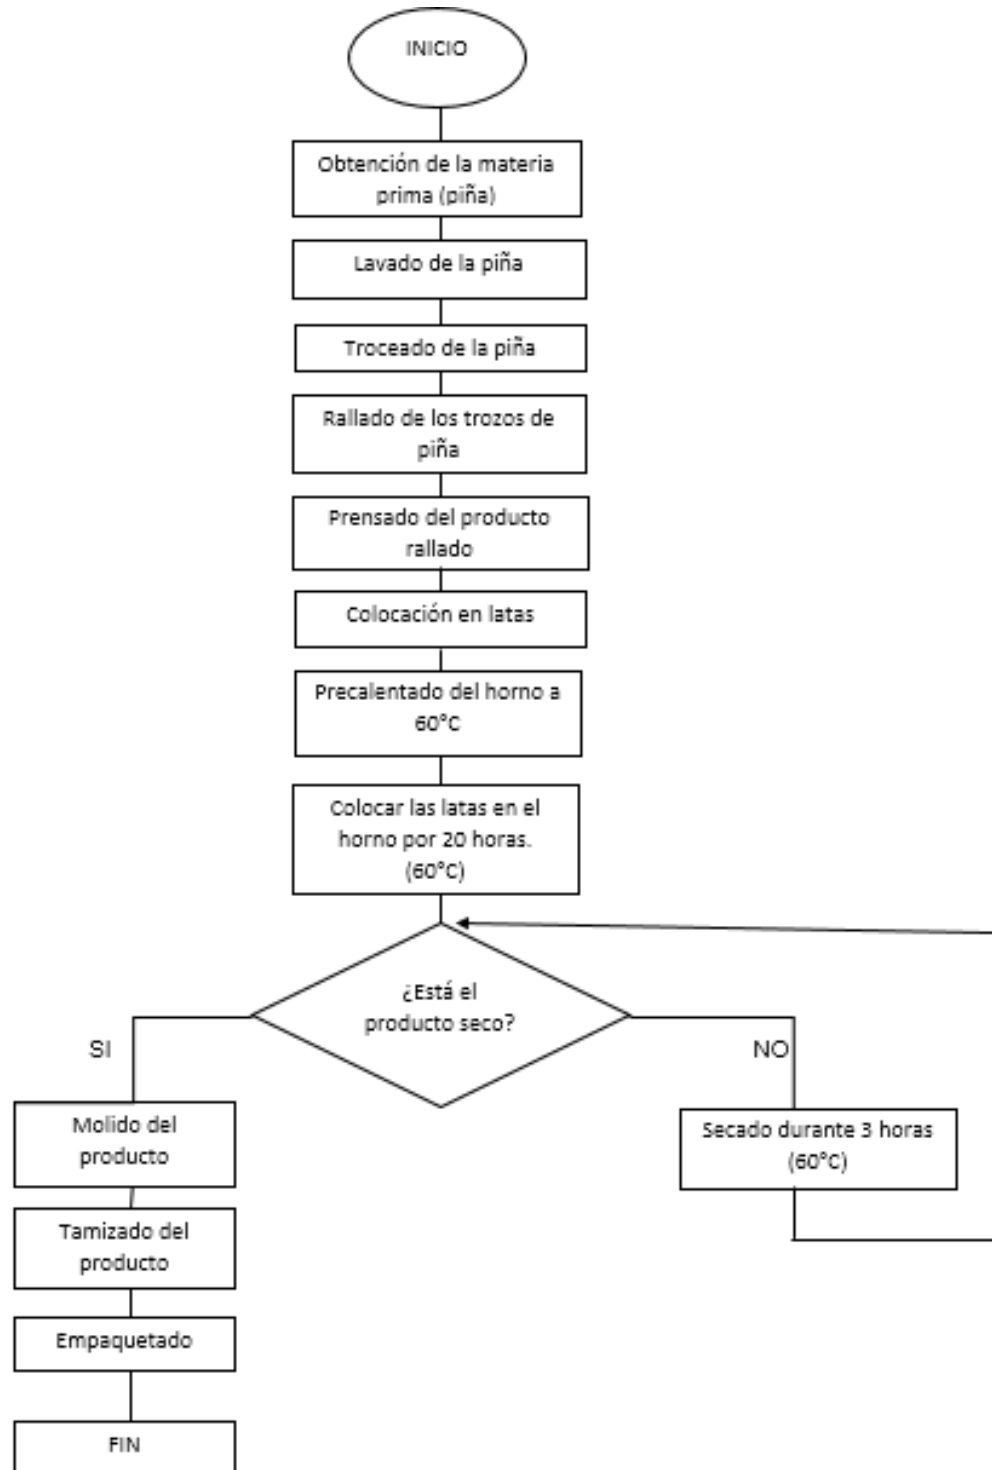 INICIO
Obtención de la materia
prima (piña)
Lavado de la piña
Troceado de la piña
Rallado de los trozos de
piña
Prensado del producto
rallado
Colocación en latas
Precalentado del horno a
60°C
Colocar las latas en el
horno por 20 horas.
(60°C)
¿Está el
producto seco?
SI
NO
Molido del
producto
Secado durante 3 horas
(60°C)
Tamizado del
producto
Empaquetado
FIN